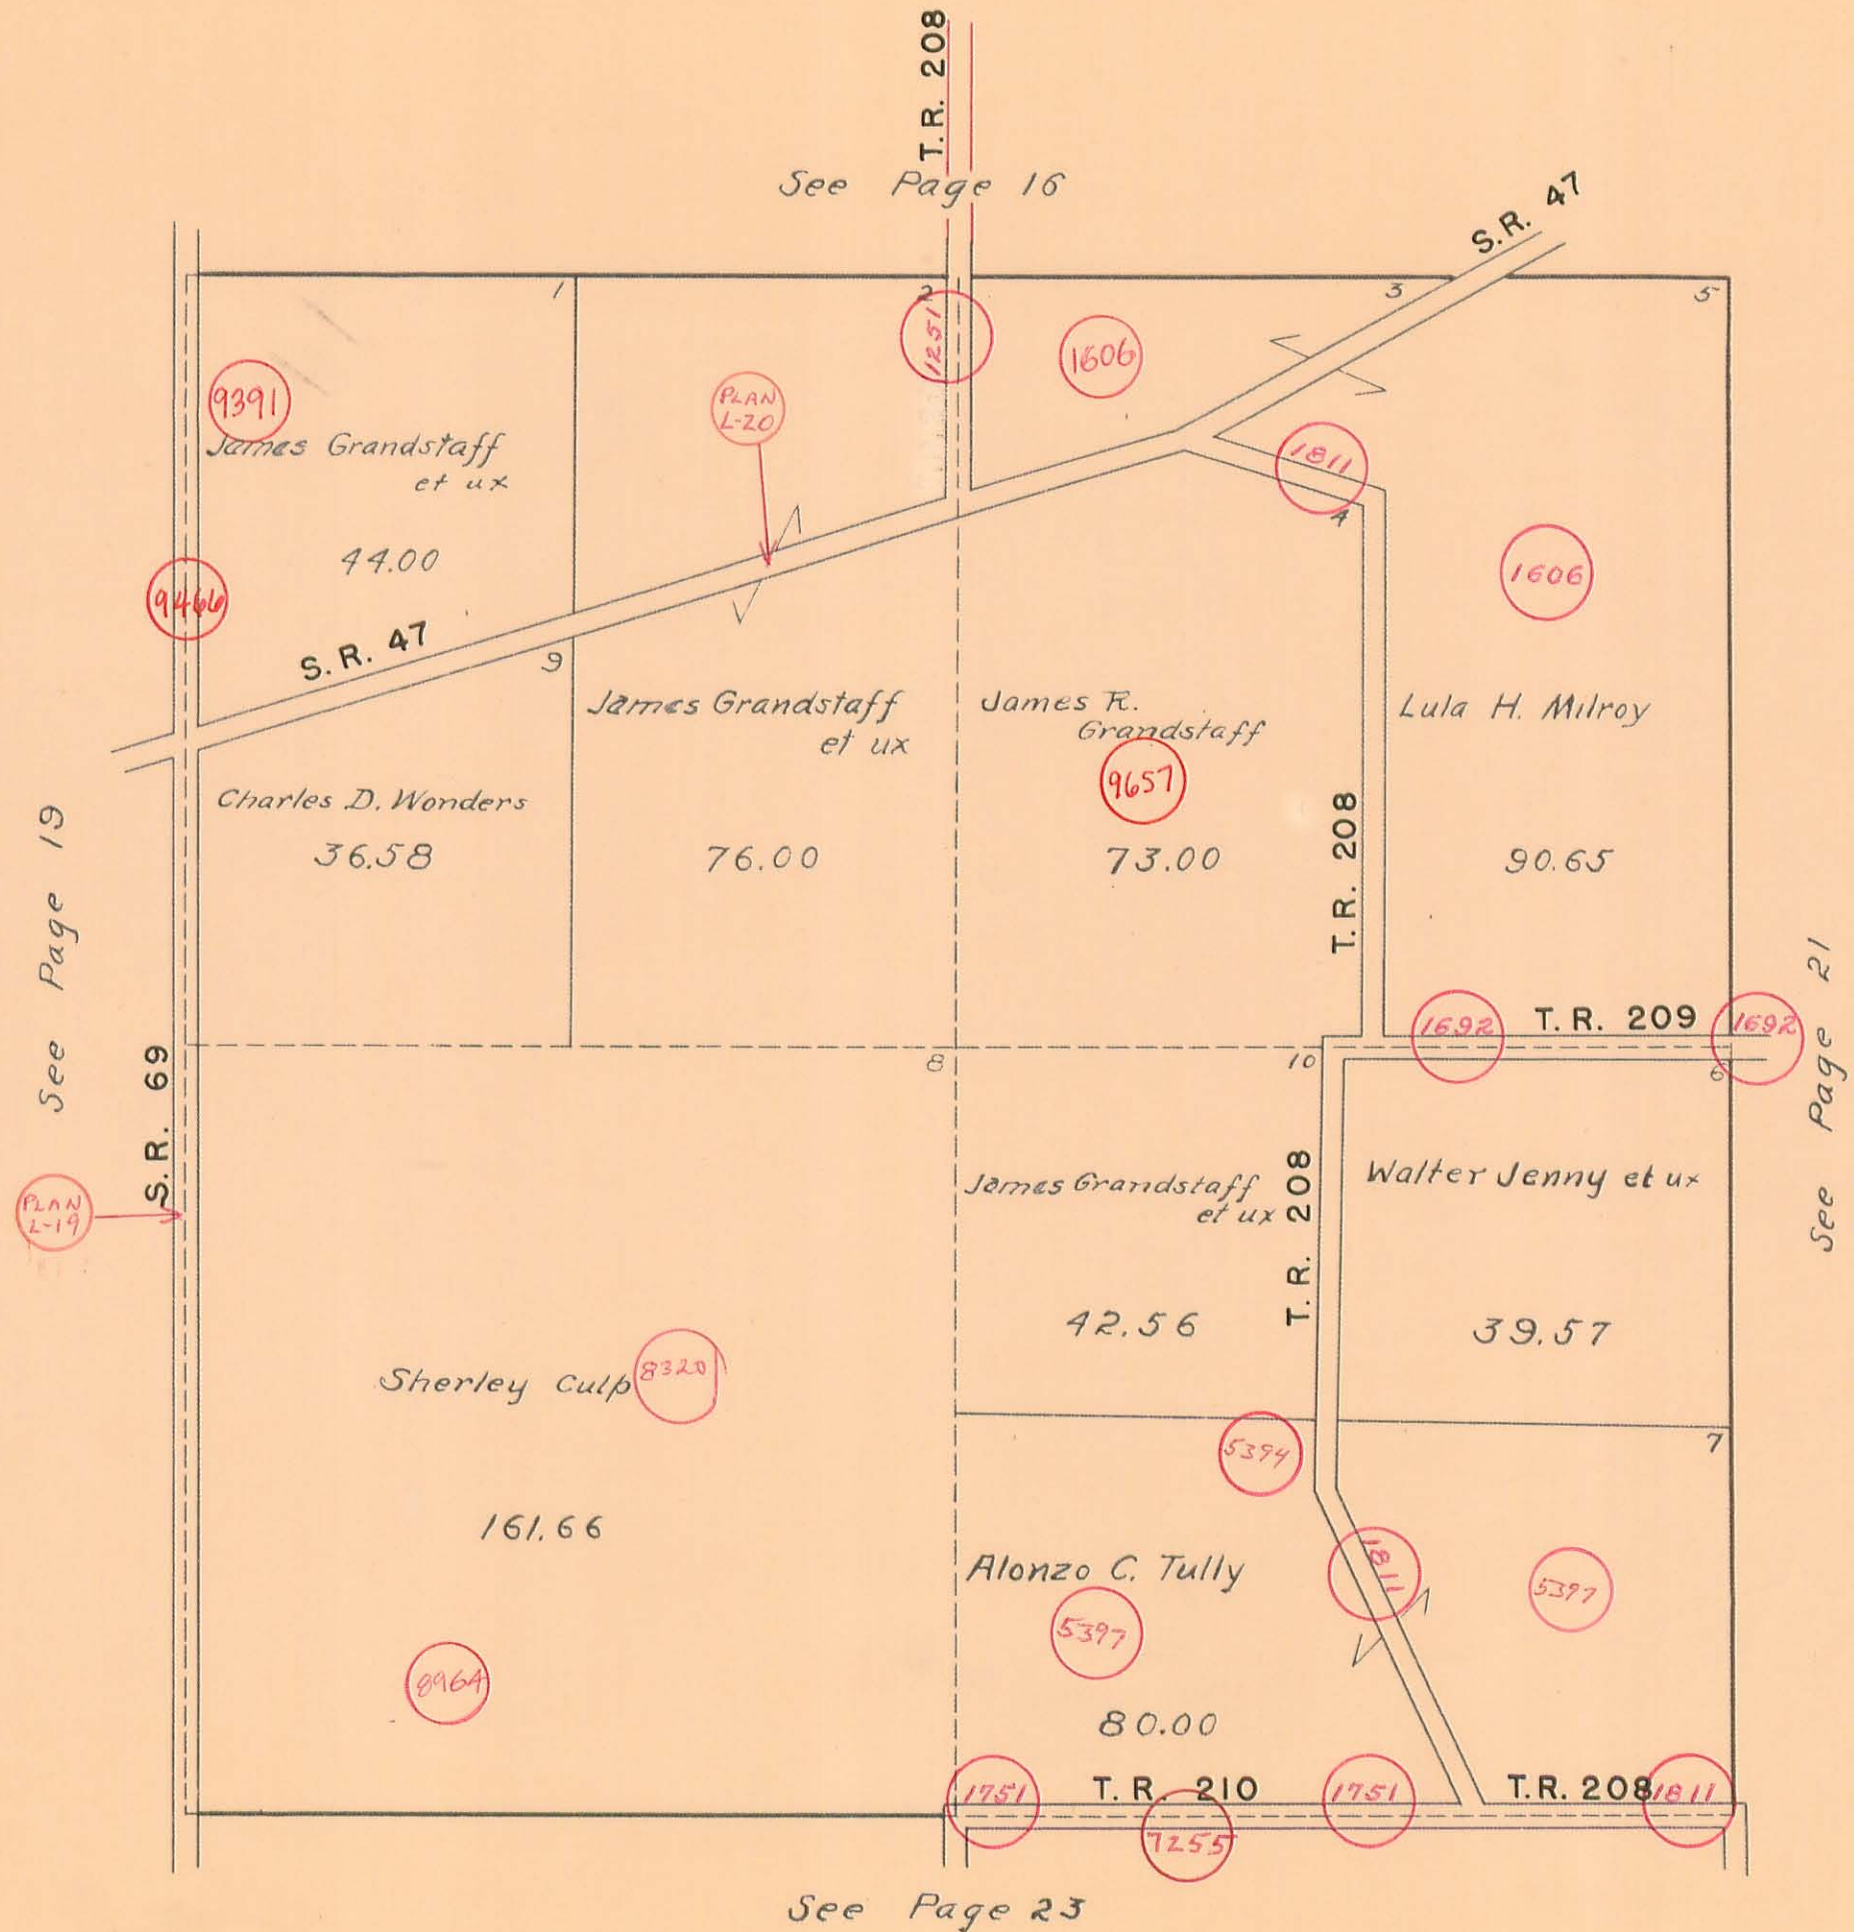 T.R. 208
See Page 16
S.R. 47
1
2
3
5
1251
1606
9391
PLAN
L-20
James Grandstaff
et ux
44.00
1811
4
1606
9466
S.R. 47
9
James Grandstaff
et ux
76.00
James R.
Grandstaff
9657
73.00
Lula H. Milroy
90.65
Charles D. Wonders
36.58
T.R. 208
See Page 19
See Page 21
1692
T.R. 209
1692
8
10
6
S.R. 69
PLAN
L-19
James Grandstaff
et ux
42.56
T.R. 208
Walter Jenny et ux
39.57
Sherley Culp
8320
161.66
8964
7
5394
Alonzo C. Tully
5397
80.00
1811
5397
1751
T.R. 210
1751
T.R. 208
1811
7255
See Page 23